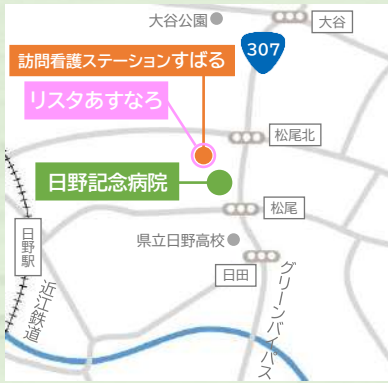 大谷公園
大谷
307
訪問看護ステーションすばる
リスタあすなろ
松尾北
日野記念病院
松尾
県立日野高校
日野駅
日田
近江鉄道
グリーンバイパス